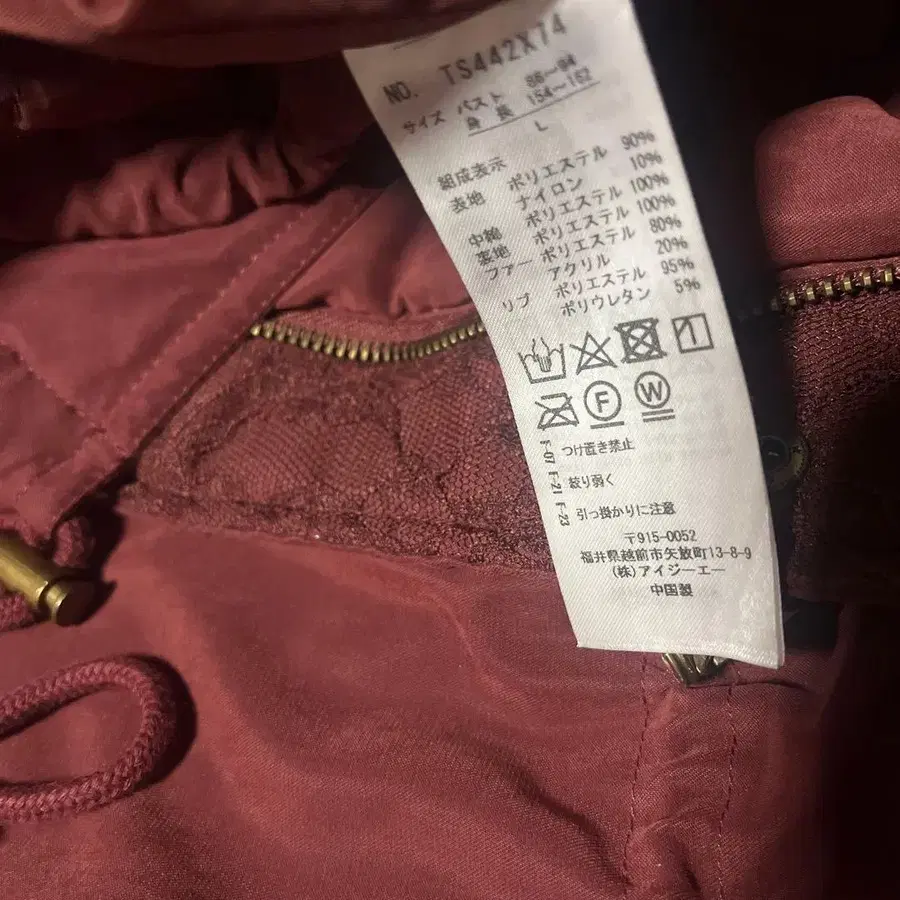 NO. TS442X74
サイズ バスト 86~94
身長 154~162
L
組成表示
表地 ポリエステル 90%
ナイロン 10%
中綿 ポリエステル 100%
裏地 ポリエステル 100%
ファー ポリエステル 80%
アクリル 20%
リブ ポリエステル 95%
ポリウレタン 5%
F W
F-07 つけ置き禁止
F-21 絞り弱く
F-23 引っ掛かりに注意
〒915-0052
福井県越前市矢放町13-8-9
(株)アイジーエー
中国製